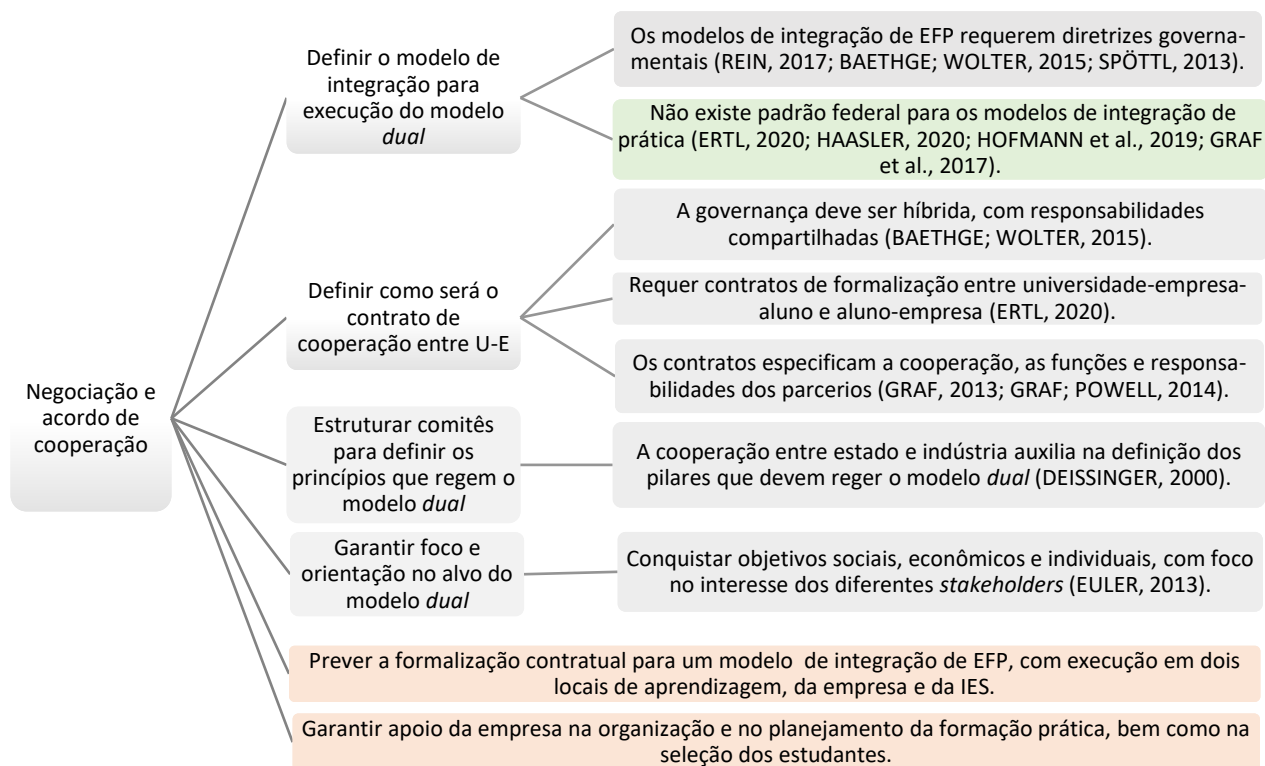 Negociação e
acordo de
cooperação
Definir o modelo de
integração para
execução do modelo
dual
Os modelos de integração de EFP requerem diretrizes governa-
mentais (REIN, 2017; BAETHGE; WOLTER, 2015; SPÖTTL, 2013).
Não existe padrão federal para os modelos de integração de
prática (ERTL, 2020; HAASLER, 2020; HOFMANN et al., 2019; GRAF
et al., 2017).
Definir como será o
contrato de
cooperação entre U-E
A governança deve ser híbrida, com responsabilidades
compartilhadas (BAETHGE; WOLTER, 2015).
Requer contratos de formalização entre universidade-empresa-
aluno e aluno-empresa (ERTL, 2020).
Os contratos especificam a cooperação, as funções e responsa-
bilidades dos parcerios (GRAF, 2013; GRAF; POWELL, 2014).
Estruturar comitês
para definir os
princípios que regem o
modelo dual
A cooperação entre estado e indústria auxilia na definição dos
pilares que devem reger o modelo dual (DEISSINGER, 2000).
Garantir foco e
orientação no alvo do
modelo dual
Conquistar objetivos sociais, econômicos e individuais, com foco
no interesse dos diferentes stakeholders (EULER, 2013).
Prever a formalização contratual para um modelo de integração de EFP, com execução em dois
locais de aprendizagem, da empresa e da IES.
Garantir apoio da empresa na organização e no planejamento da formação prática, bem como na
seleção dos estudantes.